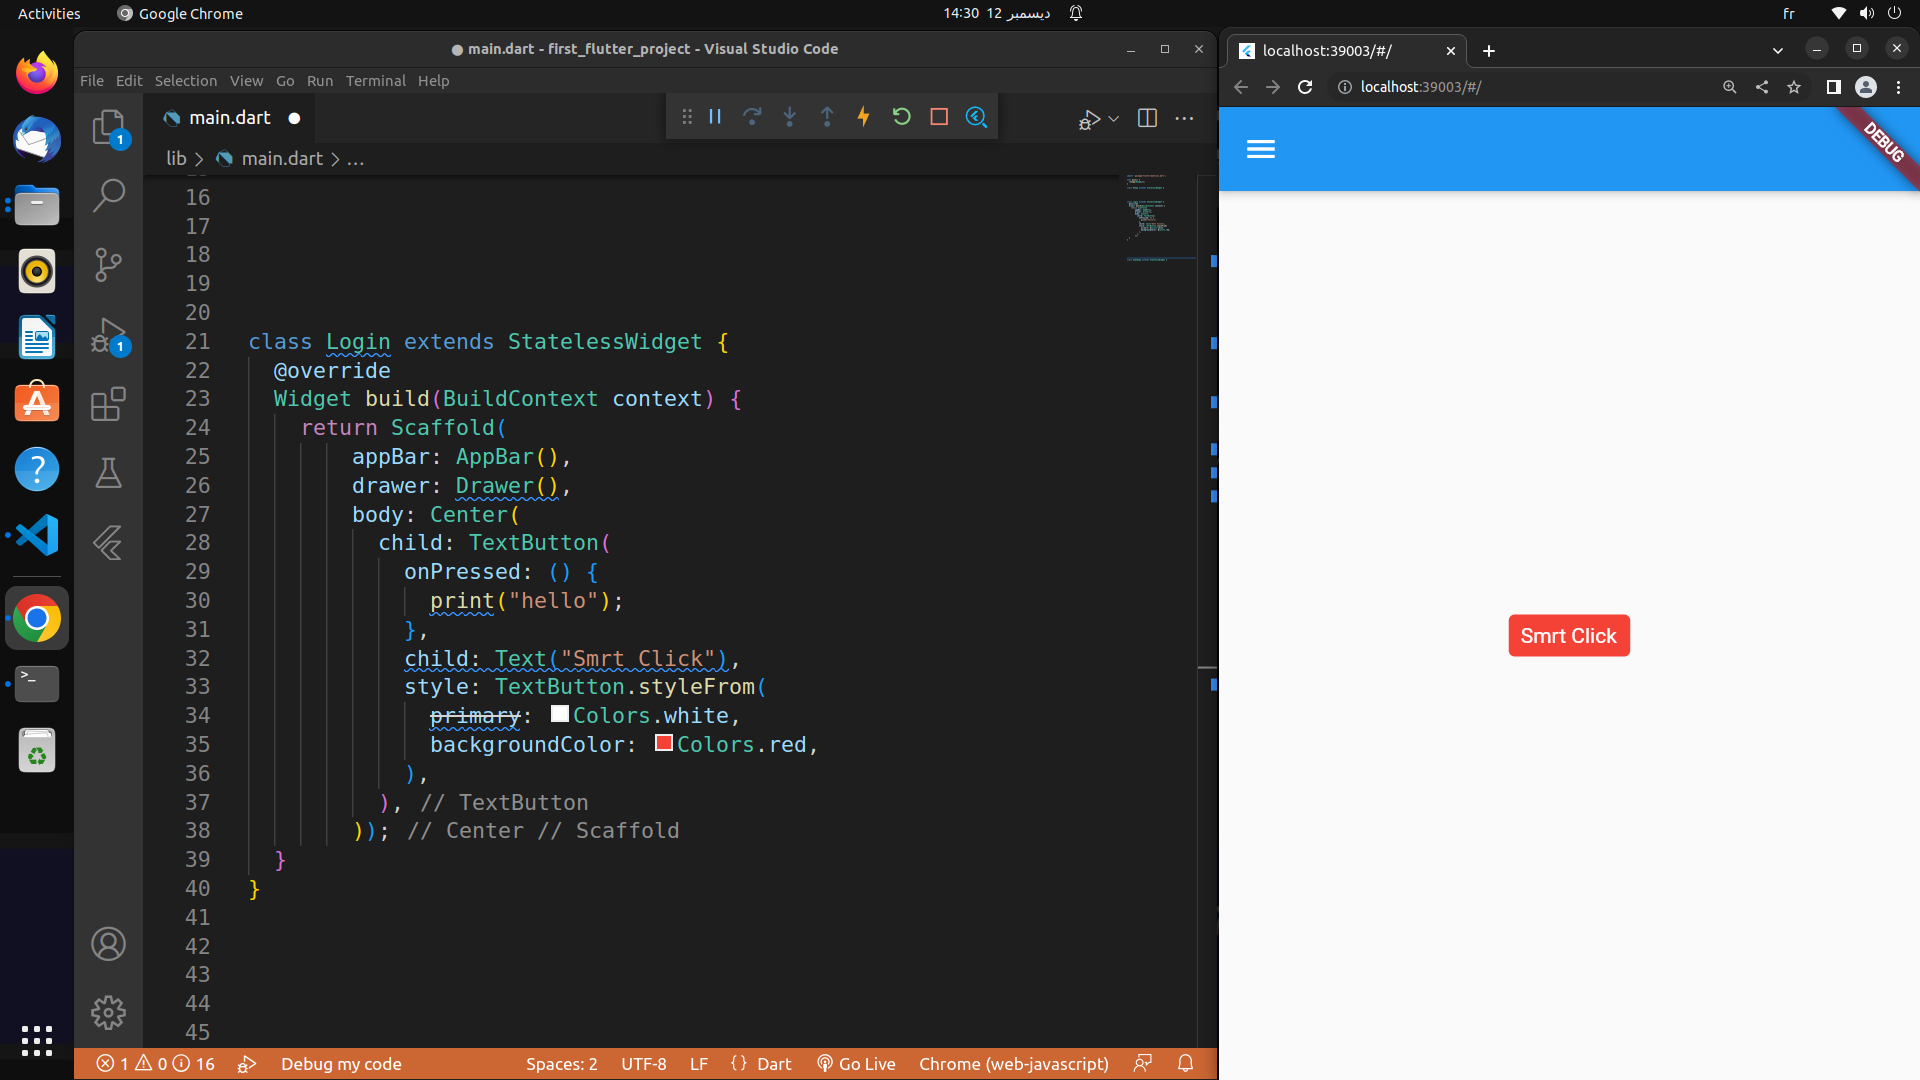 Activities
Google Chrome
14:30 12 ديسمبر
fr
main.dart - first_flutter_project - Visual Studio Code
File Edit Selection View Go Run Terminal Help
main.dart
lib > main.dart > ...
16
17
18
19
20
21 class Login extends StatelessWidget {
22 @override
23 Widget build(BuildContext context) {
24 return Scaffold(
25 appBar: AppBar(),
26 drawer: Drawer(),
27 body: Center(
28 child: TextButton(
29 onPressed: () {
30 print("hello");
31 },
32 child: Text("Smrt Click"),
33 style: TextButton.styleFrom(
34 primary: Colors.white,
35 backgroundColor: Colors.red,
36 ),
37 ), // TextButton
38 )); // Center // Scaffold
39 }
40 }
41
42
43
44
45
1
1
1 0 16 Debug my code Spaces: 2 UTF-8 LF {} Dart Go Live Chrome (web-javascript)
localhost:39003/#/
localhost:39003/#/
DEBUG
Smrt Click